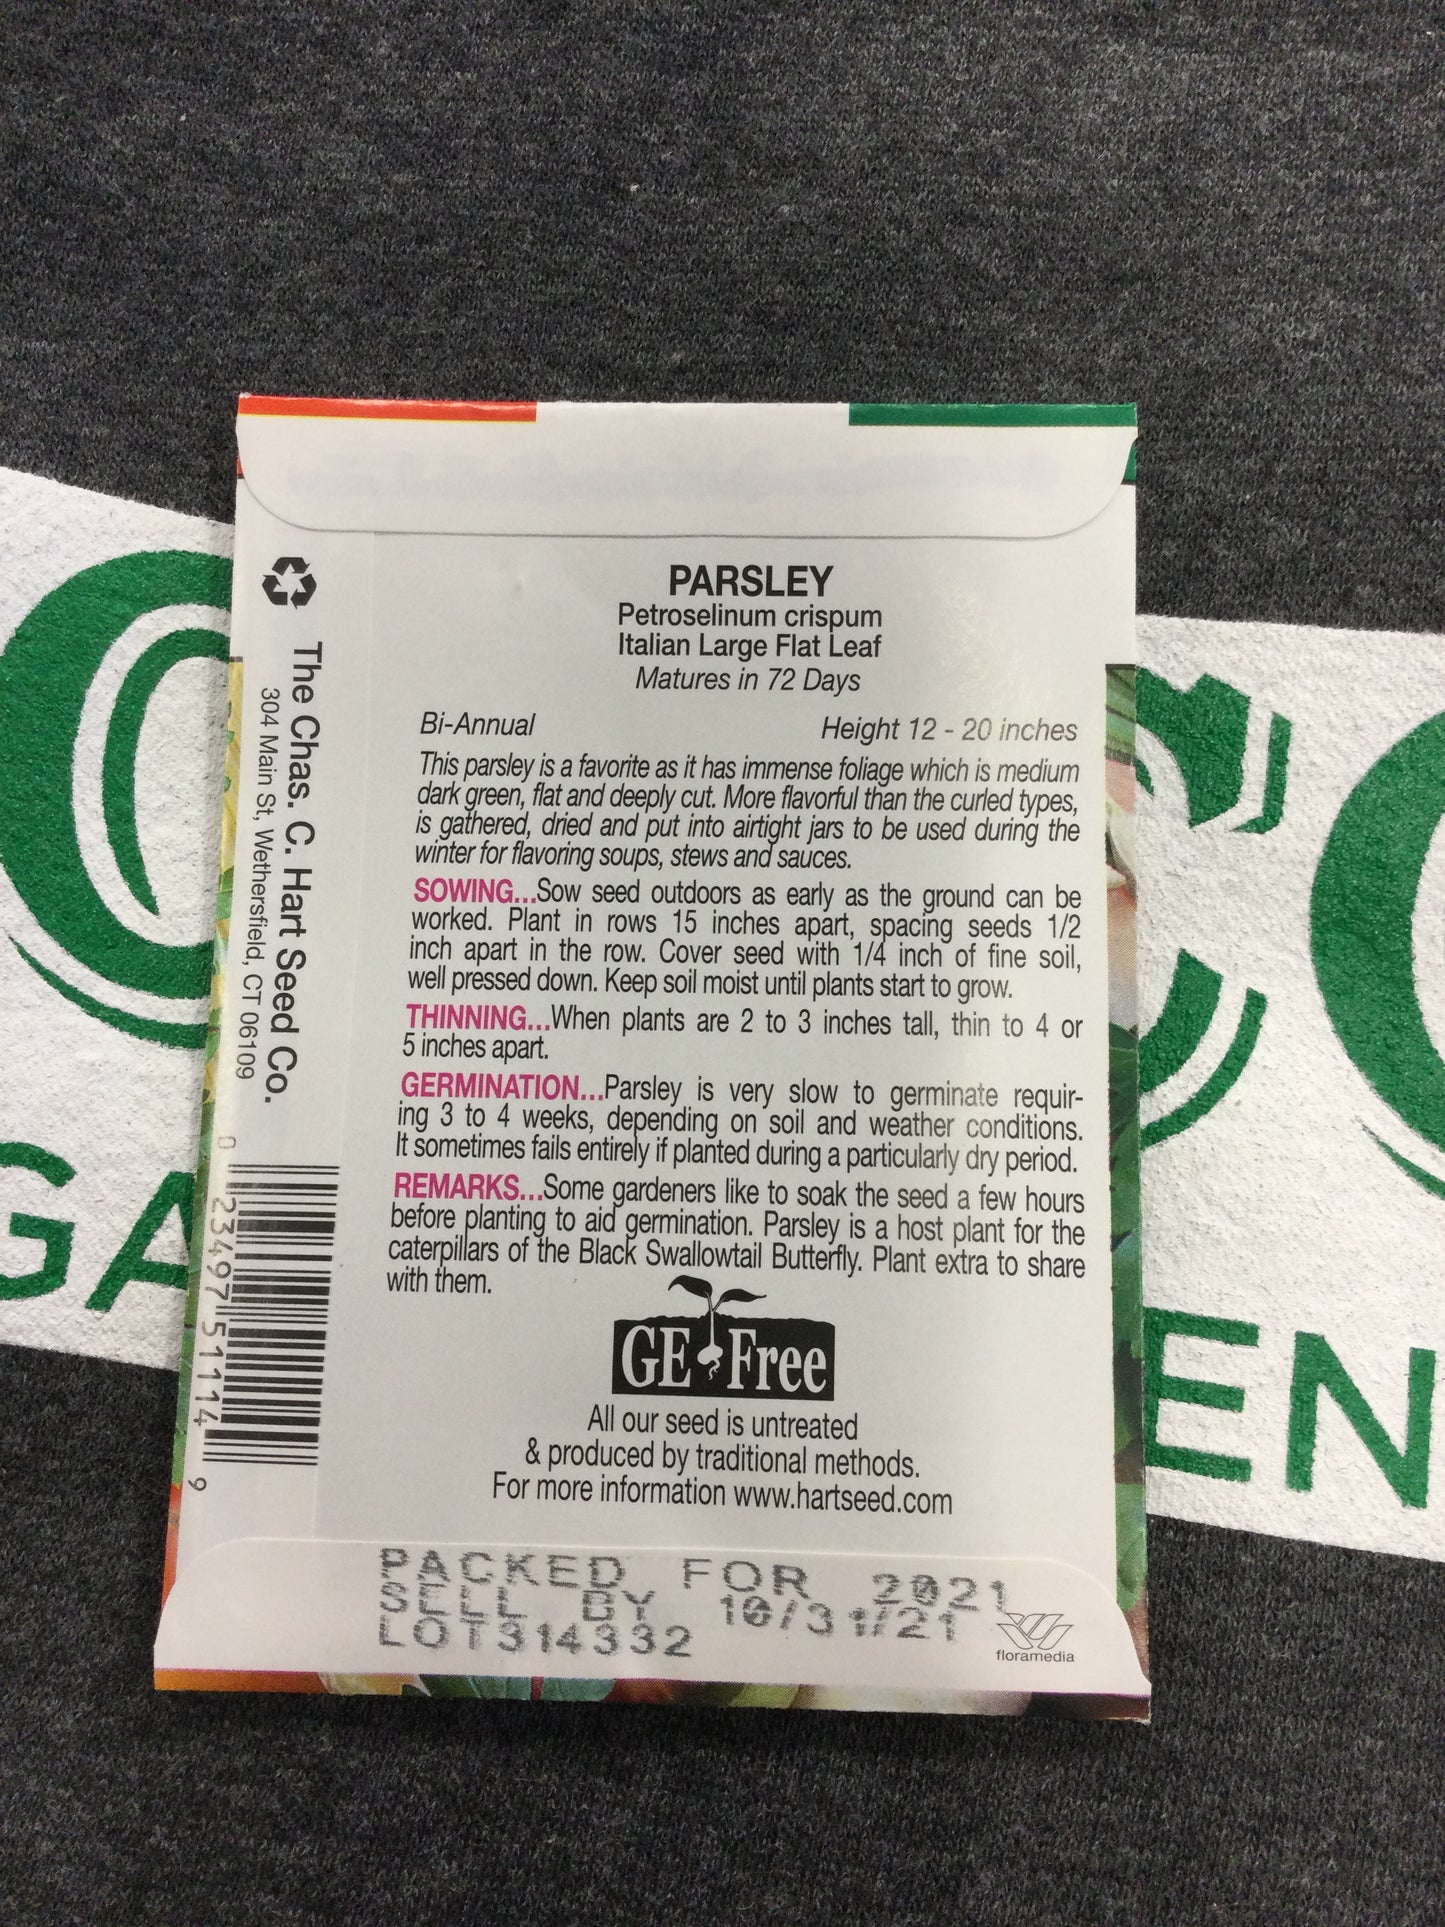 PARSLEY
Petroselinum crispum
Italian Large Flat Leaf
Matures in 72 Days
Bi-Annual Height 12 - 20 inches
This parsley is a favorite as it has immense foliage which is medium
dark green, flat and deeply cut. More flavorful than the curled types,
is gathered, dried and put into airtight jars to be used during the
winter for flavoring soups, stews and sauces.
SOWING...Sow seed outdoors as early as the ground can be
worked. Plant in rows 15 inches apart, spacing seeds 1/2
inch apart in the row. Cover seed with 1/4 inch of fine soil,
well pressed down. Keep soil moist until plants start to grow.
THINNING...When plants are 2 to 3 inches tall, thin to 4 or
5 inches apart.
GERMINATION...Parsley is very slow to germinate requir-
ing 3 to 4 weeks, depending on soil and weather conditions.
It sometimes fails entirely if planted during a particularly dry period.
REMARKS...Some gardeners like to soak the seed a few hours
before planting to aid germination. Parsley is a host plant for the
caterpillars of the Black Swallowtail Butterfly. Plant extra to share
with them.
GE Free
All our seed is untreated
& produced by traditional methods.
For more information www.hartseed.com
PACKED FOR 2021
SELL BY 10/31/21
LOT314332
floramedia
The Chas. C. Hart Seed Co.
304 Main St, Wethersfield, CT 06109
0 23497 51114 9
GA
EN